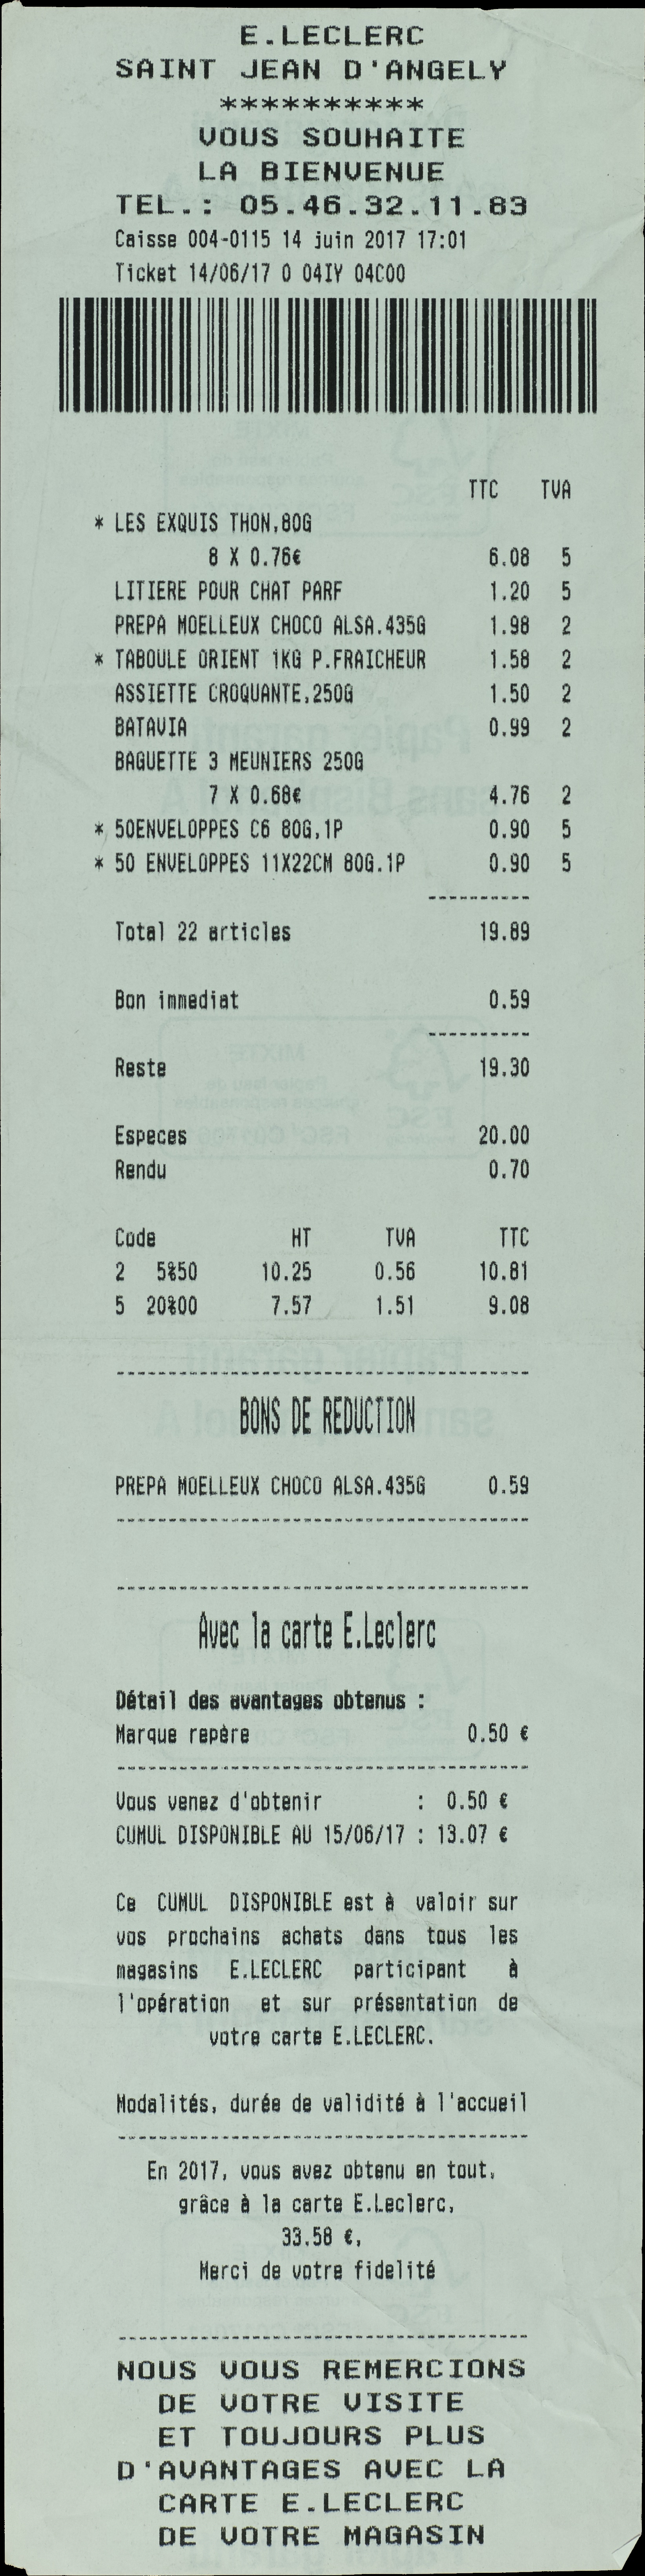 E.LECLERC
SAINT JEAN D'ANGELY
**********
VOUS SOUHAITE
LA BIENVENUE
TEL.: 05.46.32.11.83
Caisse 004-0115 14 juin 2017 17:01
Ticket 14/06/17 0 04IY 04C00
TTC TVA
* LES EXQUIS THON,80G
8 X 0.76€ 6.08 5
LITIERE POUR CHAT PARF 1.20 5
PREPA MOELLEUX CHOCO ALSA.435G 1.98 2
* TABOULE ORIENT 1KG P.FRAICHEUR 1.58 2
ASSIETTE CROQUANTE,250G 1.50 2
BATAVIA 0.99 2
BAGUETTE 3 MEUNIERS 250G
7 X 0.68€ 4.76 2
* 50ENVELOPPES C6 80G,1P 0.90 5
* 50 ENVELOPPES 11X22CM 80G.1P 0.90 5
----------
Total 22 articles 19.89
Bon immediat 0.59
----------
Reste 19.30
Especes 20.00
Rendu 0.70
Code HT TVA TTC
2 5%50 10.25 0.56 10.81
5 20%00 7.57 1.51 9.08
----------------------------------------
BONS DE REDUCTION
PREPA MOELLEUX CHOCO ALSA.435G 0.59
----------------------------------------
----------------------------------------
Avec la carte E.Leclerc
Détail des avantages obtenus :
Marque repère 0.50 €
----------------------------------------
Vous venez d'obtenir : 0.50 €
CUMUL DISPONIBLE AU 15/06/17 : 13.07 €
Ce CUMUL DISPONIBLE est à valoir sur
vos prochains achats dans tous les
magasins E.LECLERC participant à
l'opération et sur présentation de
votre carte E.LECLERC.
Modalités, durée de validité à l'accueil
----------------------------------------
En 2017, vous avez obtenu en tout,
grâce à la carte E.Leclerc,
33.58 €,
Merci de votre fidelité
----------------------------------------
NOUS VOUS REMERCIONS
DE VOTRE VISITE
ET TOUJOURS PLUS
D'AVANTAGES AVEC LA
CARTE E.LECLERC
DE VOTRE MAGASIN